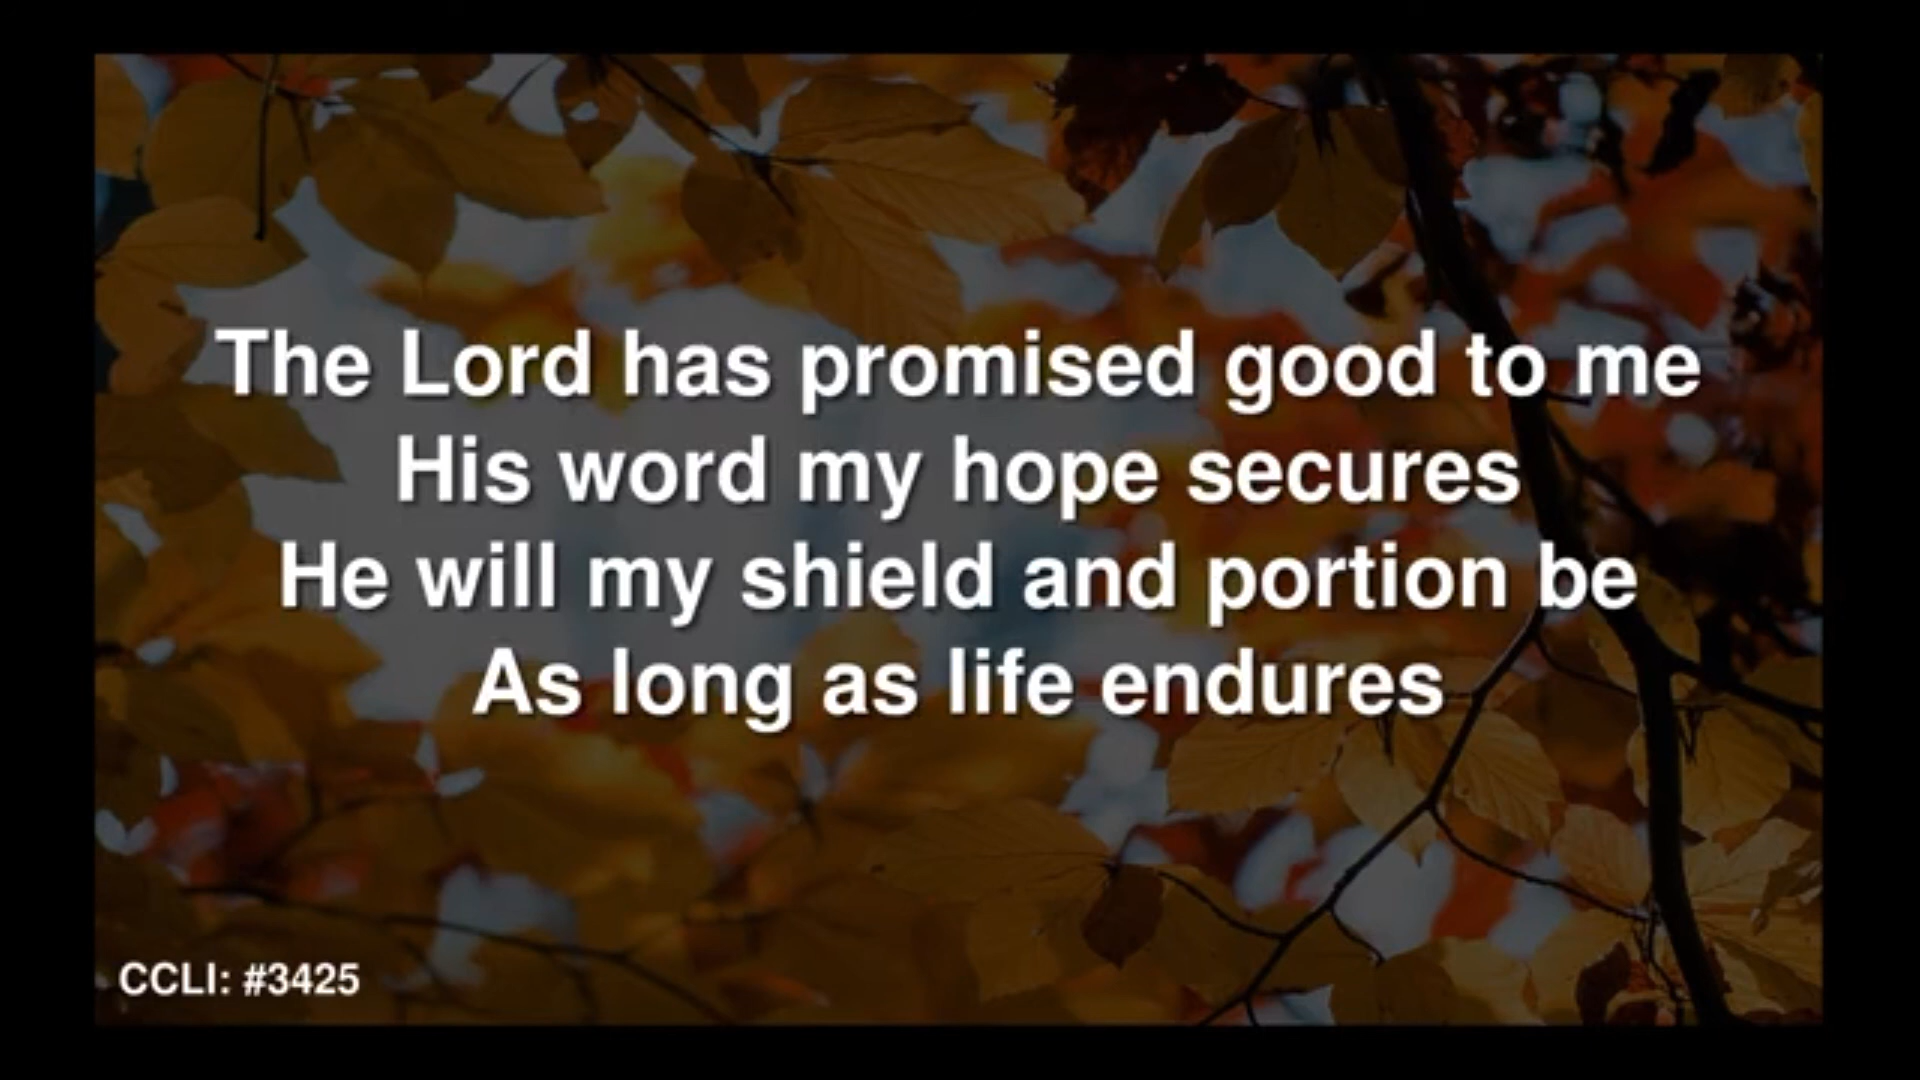 The Lord has promised good to me
His word my hope secures
He will my shield and portion be
As long as life endures
CCLI: #3425